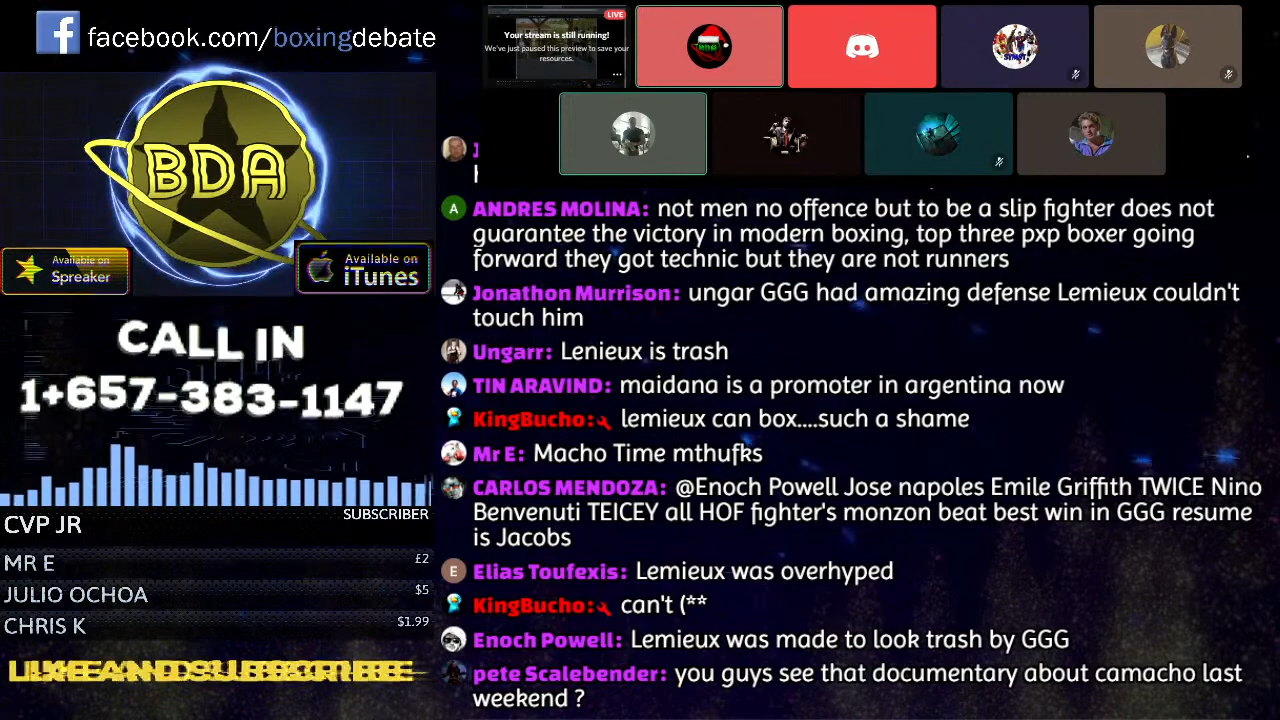 facebook.com/boxingdebate
BDA
Available on
Spreaker
Available on
iTunes
CALL IN
1+657-383-1147
SUBSCRIBER
CVP JR
MR E £2
JULIO OCHOA $5
CHRIS K $1.99
LIKE AND SUBSCRIBE
LIVE
Your stream is still running!
We've just paused this preview to save your
resources.
BDA
ANDRES MOLINA: not men no offence but to be a slip fighter does not
guarantee the victory in modern boxing, top three pxp boxer going
forward they got technic but they are not runners
Jonathon Murrison: ungar GGG had amazing defense Lemieux couldn't
touch him
Ungarr: Lenieux is trash
TIN ARAVIND: maidana is a promoter in argentina now
KingBucho: lemieux can box....such a shame
Mr E: Macho Time mthufks
CARLOS MENDOZA: @Enoch Powell Jose napoles Emile Griffith TWICE Nino
Benvenuti TEICEY all HOF fighter's monzon beat best win in GGG resume
is Jacobs
Elias Toufexis: Lemieux was overhyped
KingBucho: can't (**
Enoch Powell: Lemieux was made to look trash by GGG
pete Scalebender: you guys see that documentary about camacho last
weekend ?